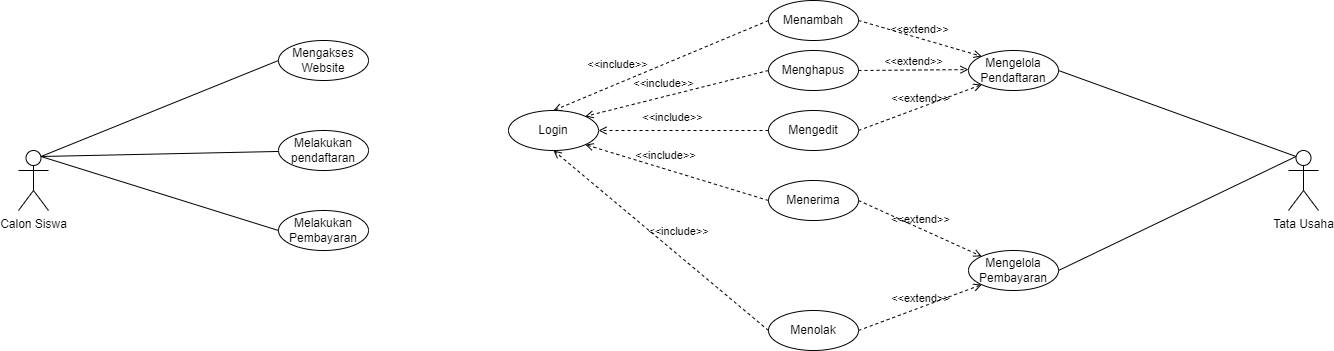 Mengakses
Website
Melakukan
pendaftaran
Melakukan
Pembayaran
Calon Siswa
Login
<<include>>
<<include>>
<<include>>
<<include>>
<<include>>
Menambah
Menghapus
Mengedit
Menerima
Menolak
<<extend>>
<<extend>>
<<extend>>
<<extend>>
<<extend>>
Mengelola
Pendaftaran
Mengelola
Pembayaran
Tata Usaha